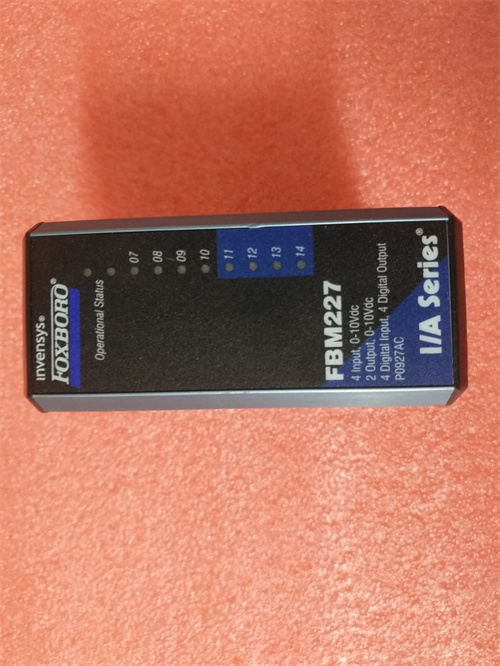 invensys®
FOXBORO®
Operational Status
07
08
09
10
11
12
13
14
FBM227
4 Input, 0-10Vdc
2 Output, 0-10Vdc
4 Digital Input, 4 Digital Output
P0927AC
I/A Series®